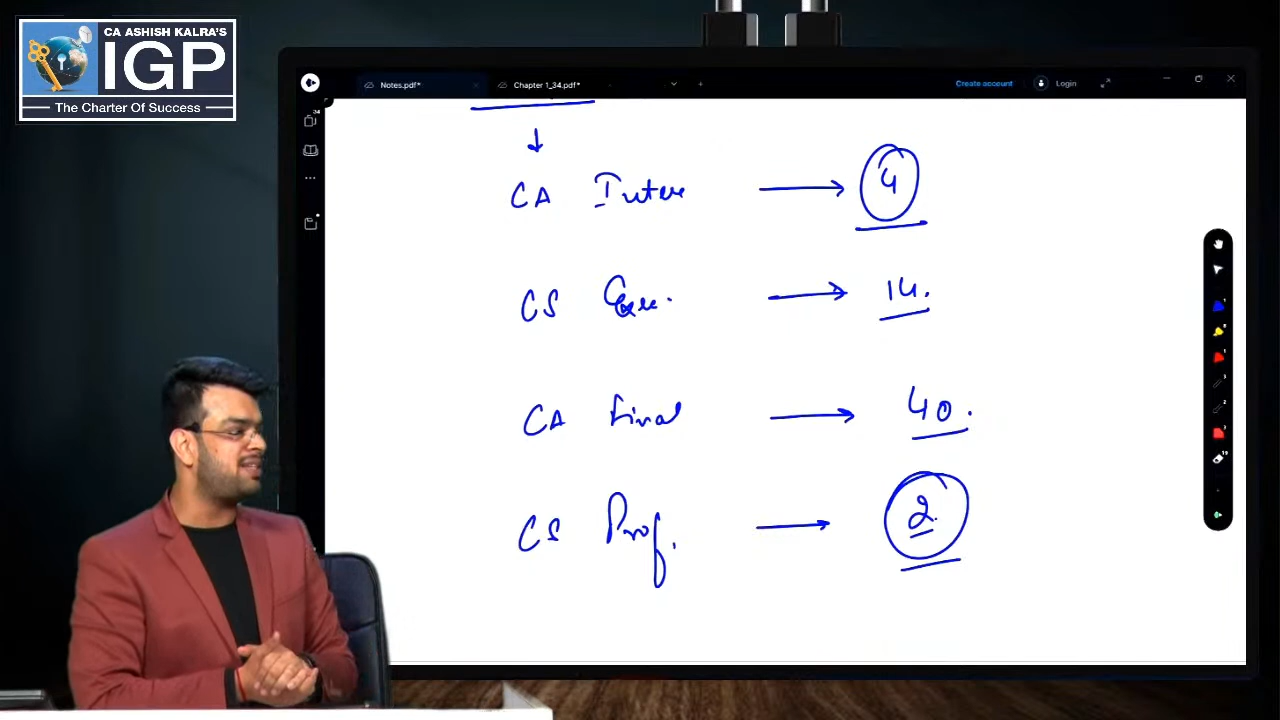 CA ASHISH KALRA'S
IGP
The Charter Of Success
Notes.pdf*
Chapter 1_34.pdf*
Create account
Login
CA Inter → 4
CS Exe. → 14.
CA Final → 40.
CS Prof. → 2.